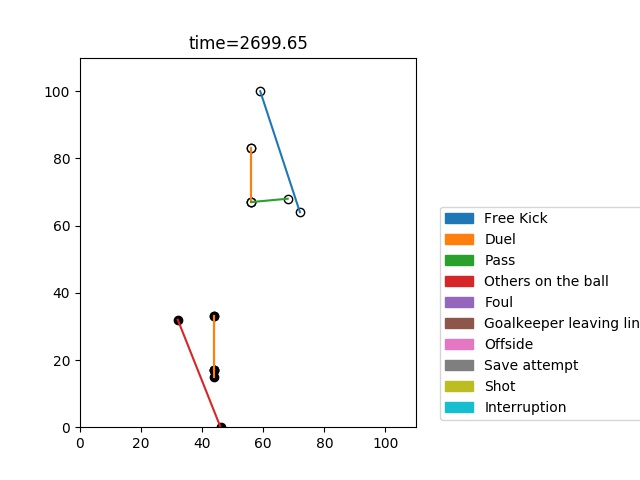 time=2699.65
100
80
60
40
20
0
0 20 40 60 80 100
Free Kick
Duel
Pass
Others on the ball
Foul
Goalkeeper leaving lin
Offside
Save attempt
Shot
Interruption